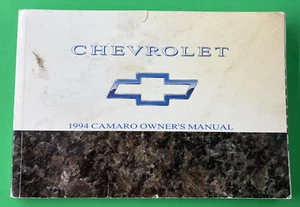 CHEVROLET
1994 CAMARO OWNER'S MANUAL